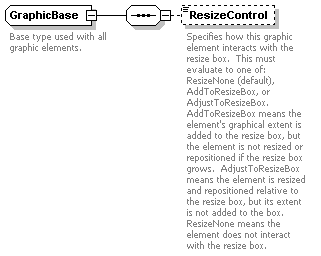 GraphicBase
ResizeControl
Base type used with all
graphic elements.
Specifies how this graphic
element interacts with the
resize box.  This must
evaluate to one of:
ResizeNone (default),
AddToResizeBox, or
AdjustToResizeBox.
AddToResizeBox means the
element's graphical extent is
added to the resize box, but
the element is not resized or
repositioned if the resize box
grows.  AdjustToResizeBox
means the element is resized
and repositioned relative to
the resize box, but its extent
is not added to the box.
ResizeNone means the
element does not interact
with the resize box.